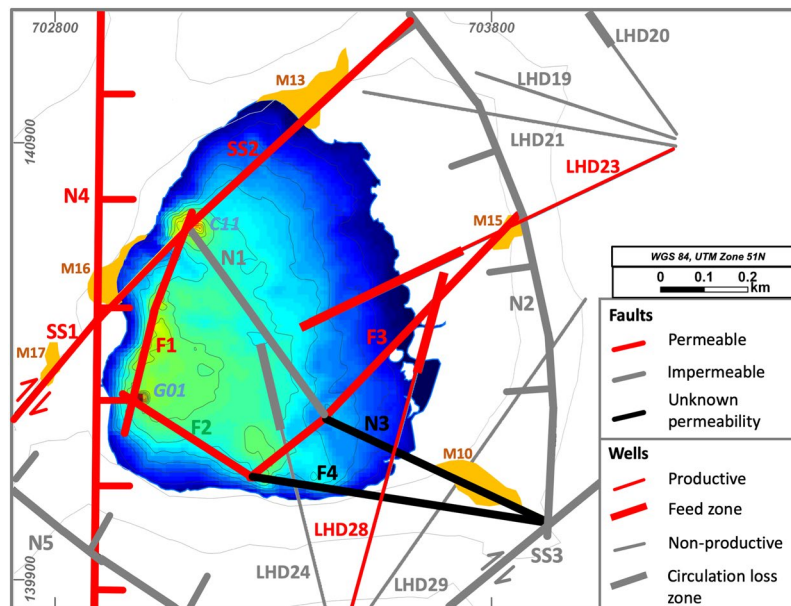 702800
703800
LHD20
M13
LHD19
140900
SS2
LHD21
LHD23
N4
C11
M15
N1
M16
WGS 84, UTM Zone 51N
0 0.1 0.2
km
N2
SS1
F3
Faults
M17
F1
Permeable
Impermeable
G01
Unknown
permeability
N3
F2
Wells
M10
F4
Productive
Feed zone
LHD28
N5
SS3
Non-productive
LHD24
LHD29
Circulation loss
zone
139900